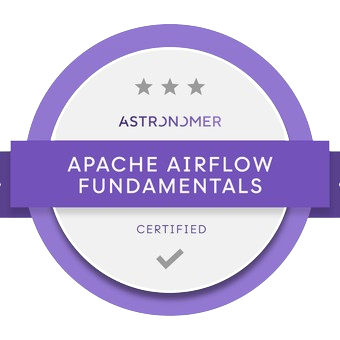 ASTRONOMER
APACHE AIRFLOW
FUNDAMENTALS
CERTIFIED